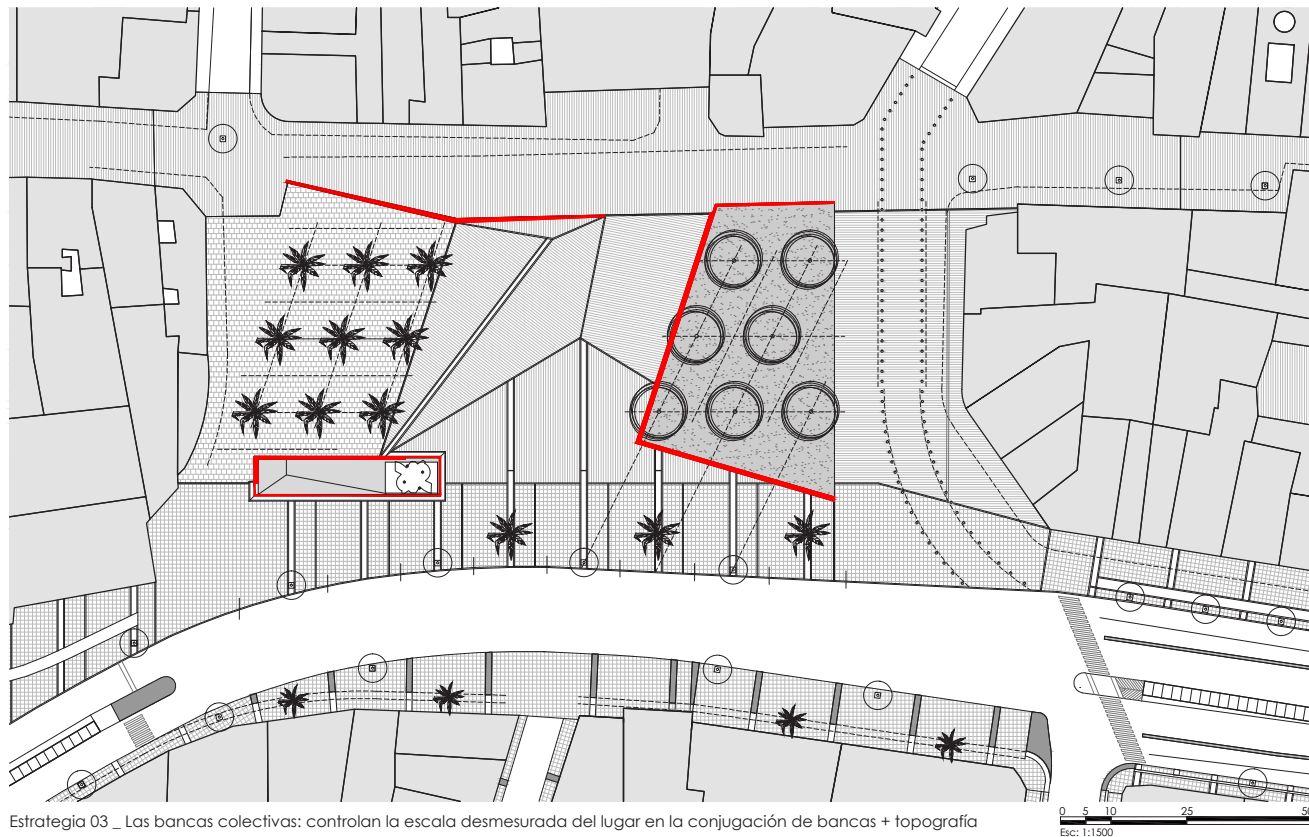 Estrategia 03 _ Las bancas colectivas: controlan la escala desmesurada del lugar en la conjugación de bancas + topografía
0 5 10 25 50
Esc: 1:1500